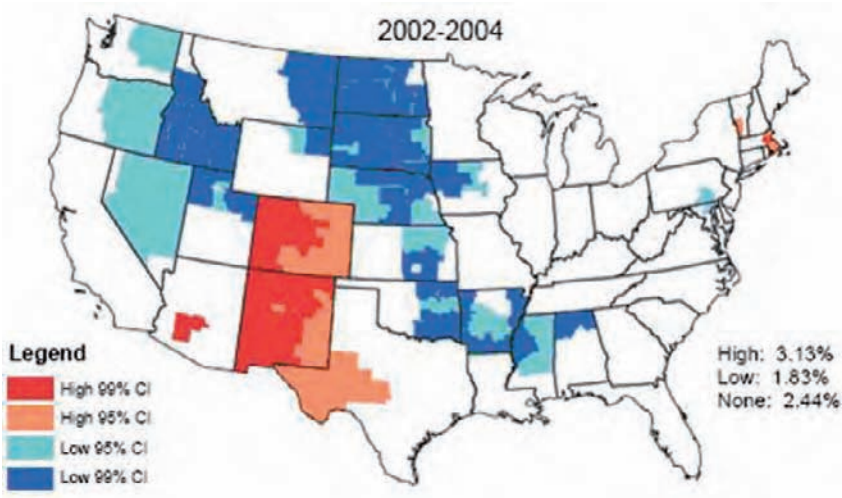 2002-2004
Legend
High 99% CI
High 95% CI
Low 95% CI
Low 99% CI
High: 3.13%
Low: 1.83%
None: 2.44%